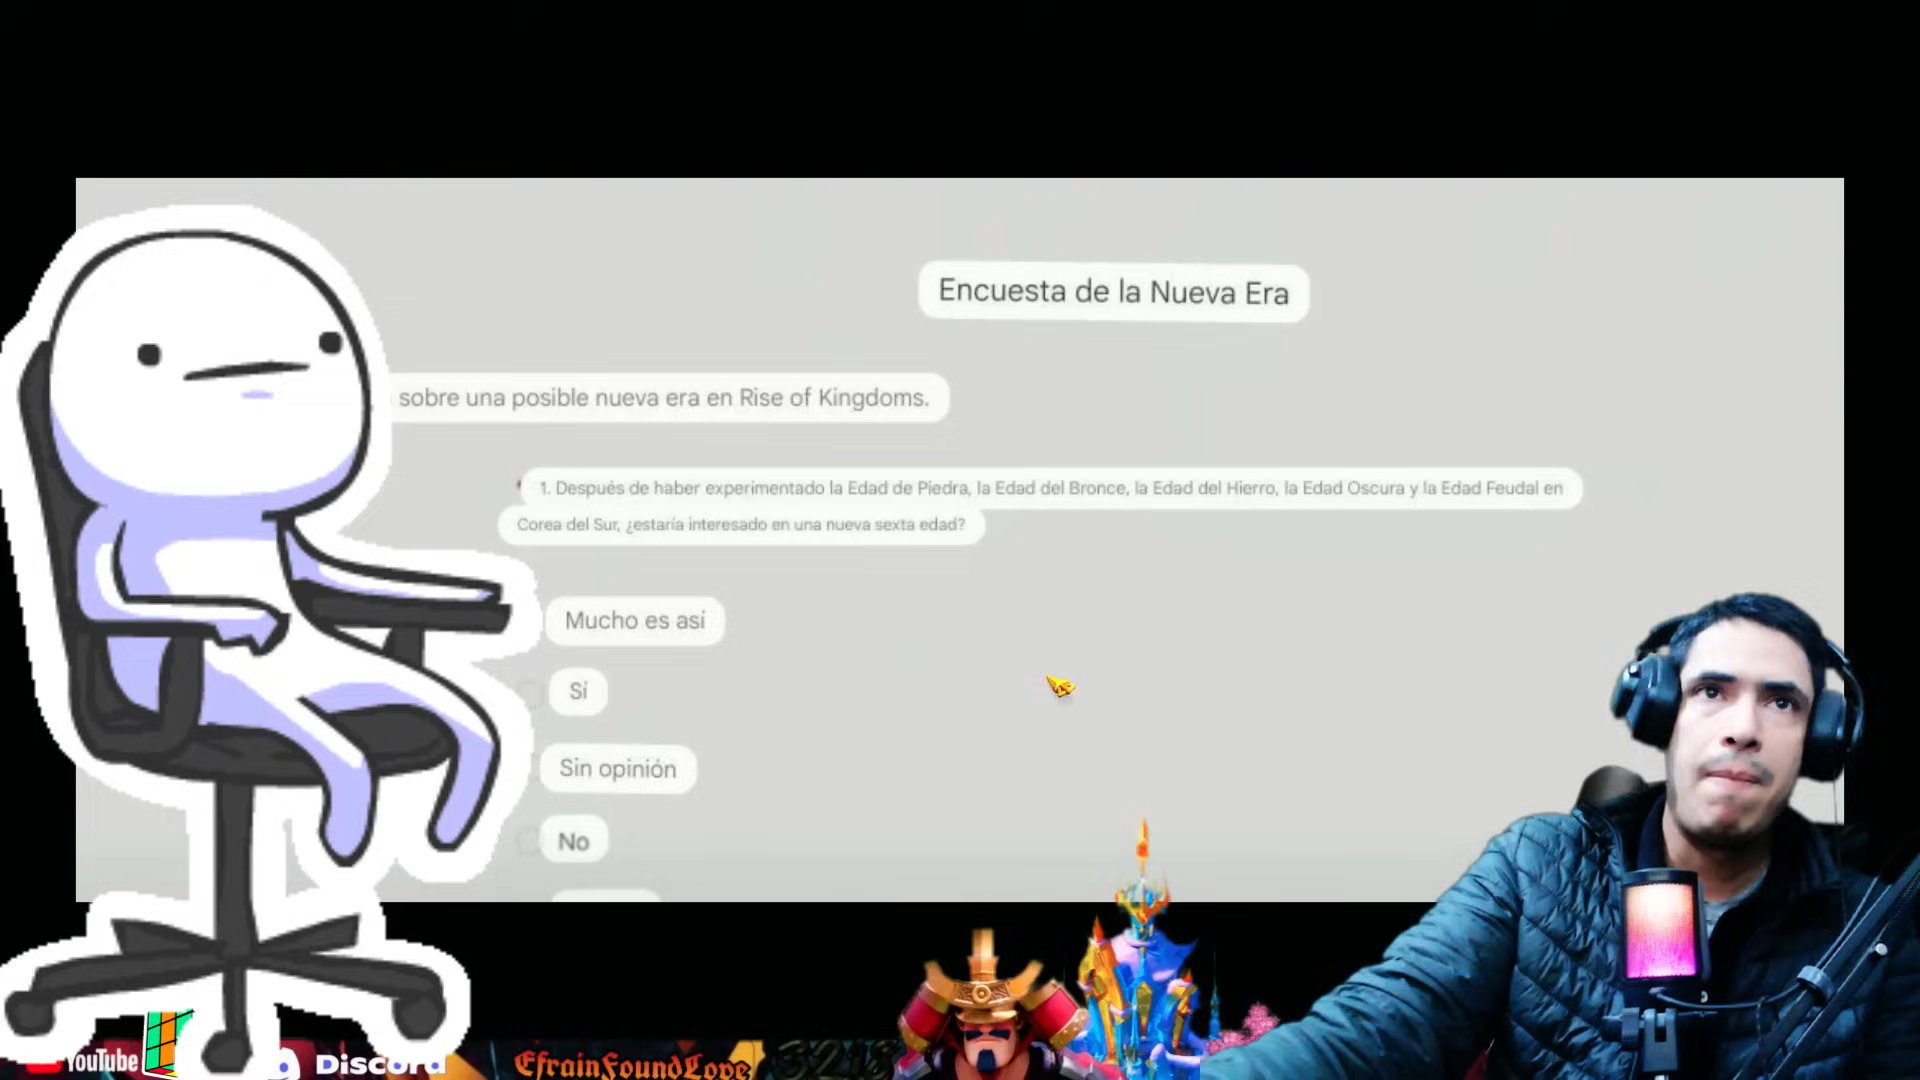 Encuesta de la Nueva Era
sobre una posible nueva era en Rise of Kingdoms.
1. Después de haber experimentado la Edad de Piedra, la Edad del Bronce, la Edad del Hierro, la Edad Oscura y la Edad Feudal en
Corea del Sur, ¿estaría interesado en una nueva sexta edad?
Mucho es así
Sí
Sin opinión
No
YouTube
Discord
EfrainFoundLove
3218